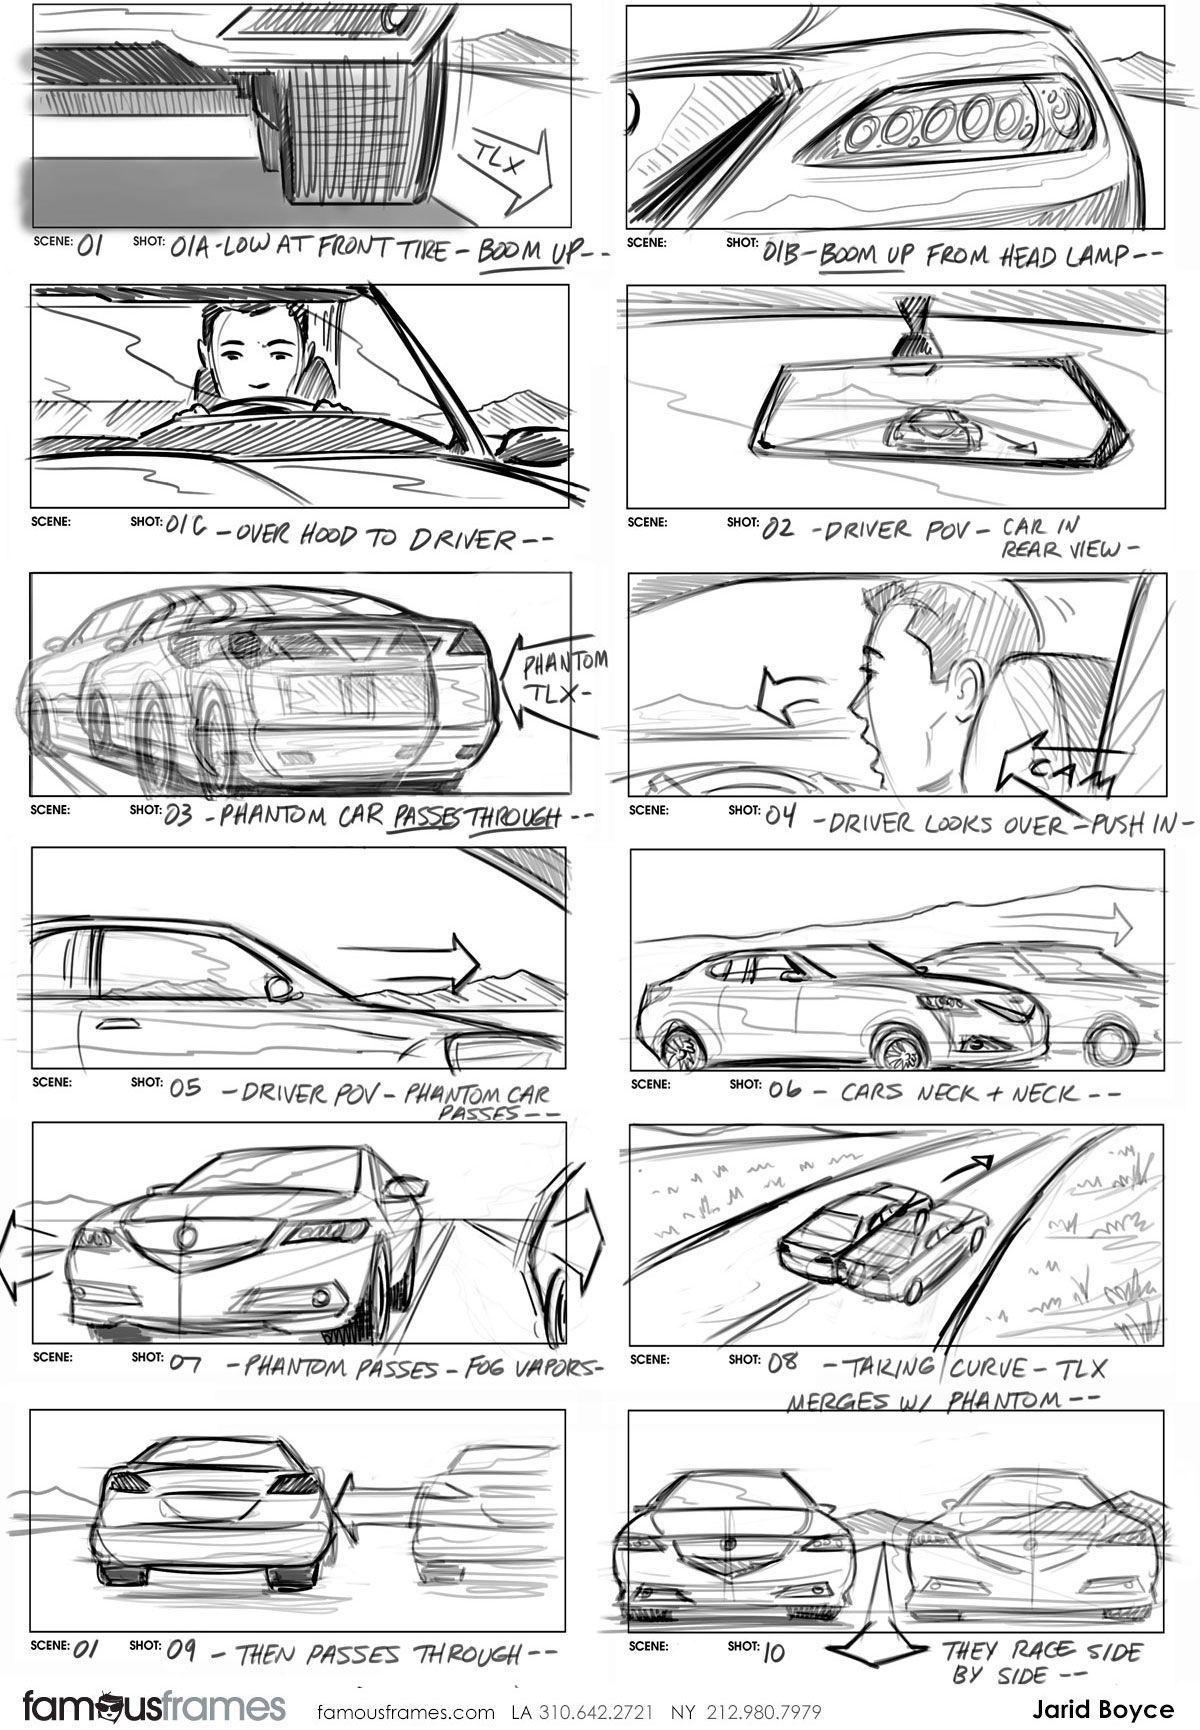 TLX
SCENE: 01 SHOT: 01A-LOW AT FRONT TIRE - BOOM UP--
SCENE: SHOT: 01B-BOOM UP FROM HEAD LAMP--
SCENE: SHOT: 01C -OVER HOOD TO DRIVER--
SCENE: SHOT: 02 -DRIVER POV- CAR IN
REAR VIEW-
PHANTOM
TLX-
SCENE: SHOT: 03 -PHANTOM CAR PASSES THROUGH--
CAM
SCENE: SHOT: 04 -DRIVER LOOKS OVER-PUSH IN-
SCENE: SHOT: 05 -DRIVER POV- PHANTOM CAR
PASSES--
SCENE: SHOT: 06 - CARS NECK + NECK--
SCENE: SHOT: 07 -PHANTOM PASSES- FOG VAPORS-
SCENE: SHOT: 08 -TAKING CURVE- TLX
MERGES W/ PHANTOM--
SCENE: 01 SHOT: 09 - THEN PASSES THROUGH--
SCENE: SHOT: 10 THEY RACE SIDE
BY SIDE --
famousframes famousframes.com LA 310.642.2721 NY 212.980.7979 Jarid Boyce